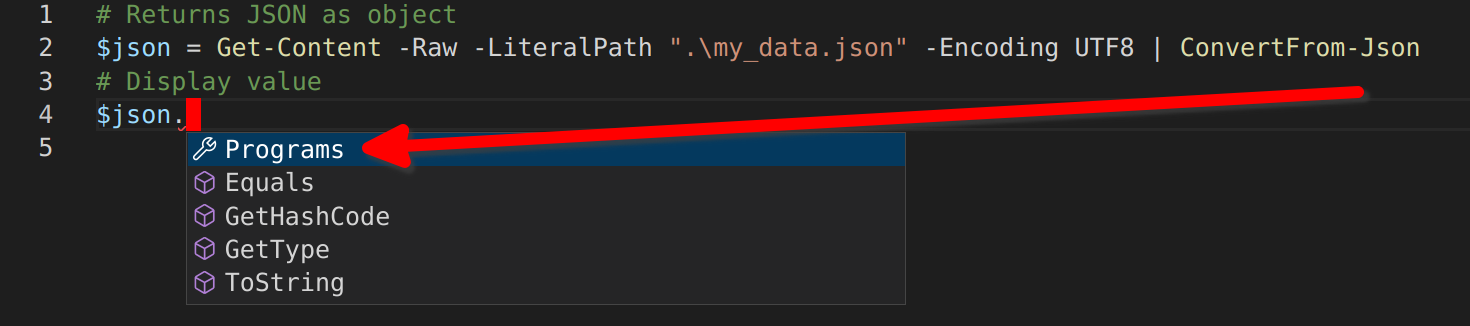 1 # Returns JSON as object
2 $json = Get-Content -Raw -LiteralPath ".\my_data.json" -Encoding UTF8 | ConvertFrom-Json
3 # Display value
4 $json.
Programs
5
Equals
GetHashCode
GetType
ToString